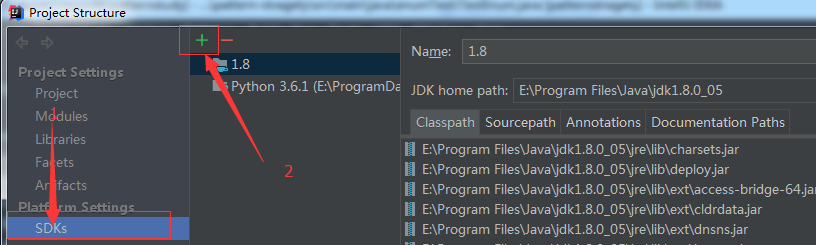 Project Structure
Project Settings
Project
Modules
Libraries
Facets
Artifacts
Platform Settings
SDKs
1
2
1.8
Python 3.6.1 (E:\ProgramDa
Name: 1.8
JDK home path: E:\Program Files\Java\jdk1.8.0_05
Classpath Sourcepath Annotations Documentation Paths
E:\Program Files\Java\jdk1.8.0_05\jre\lib\charsets.jar
E:\Program Files\Java\jdk1.8.0_05\jre\lib\deploy.jar
E:\Program Files\Java\jdk1.8.0_05\jre\lib\ext\access-bridge-64.jar
E:\Program Files\Java\jdk1.8.0_05\jre\lib\ext\cldrdata.jar
E:\Program Files\Java\jdk1.8.0_05\jre\lib\ext\dnsns.jar